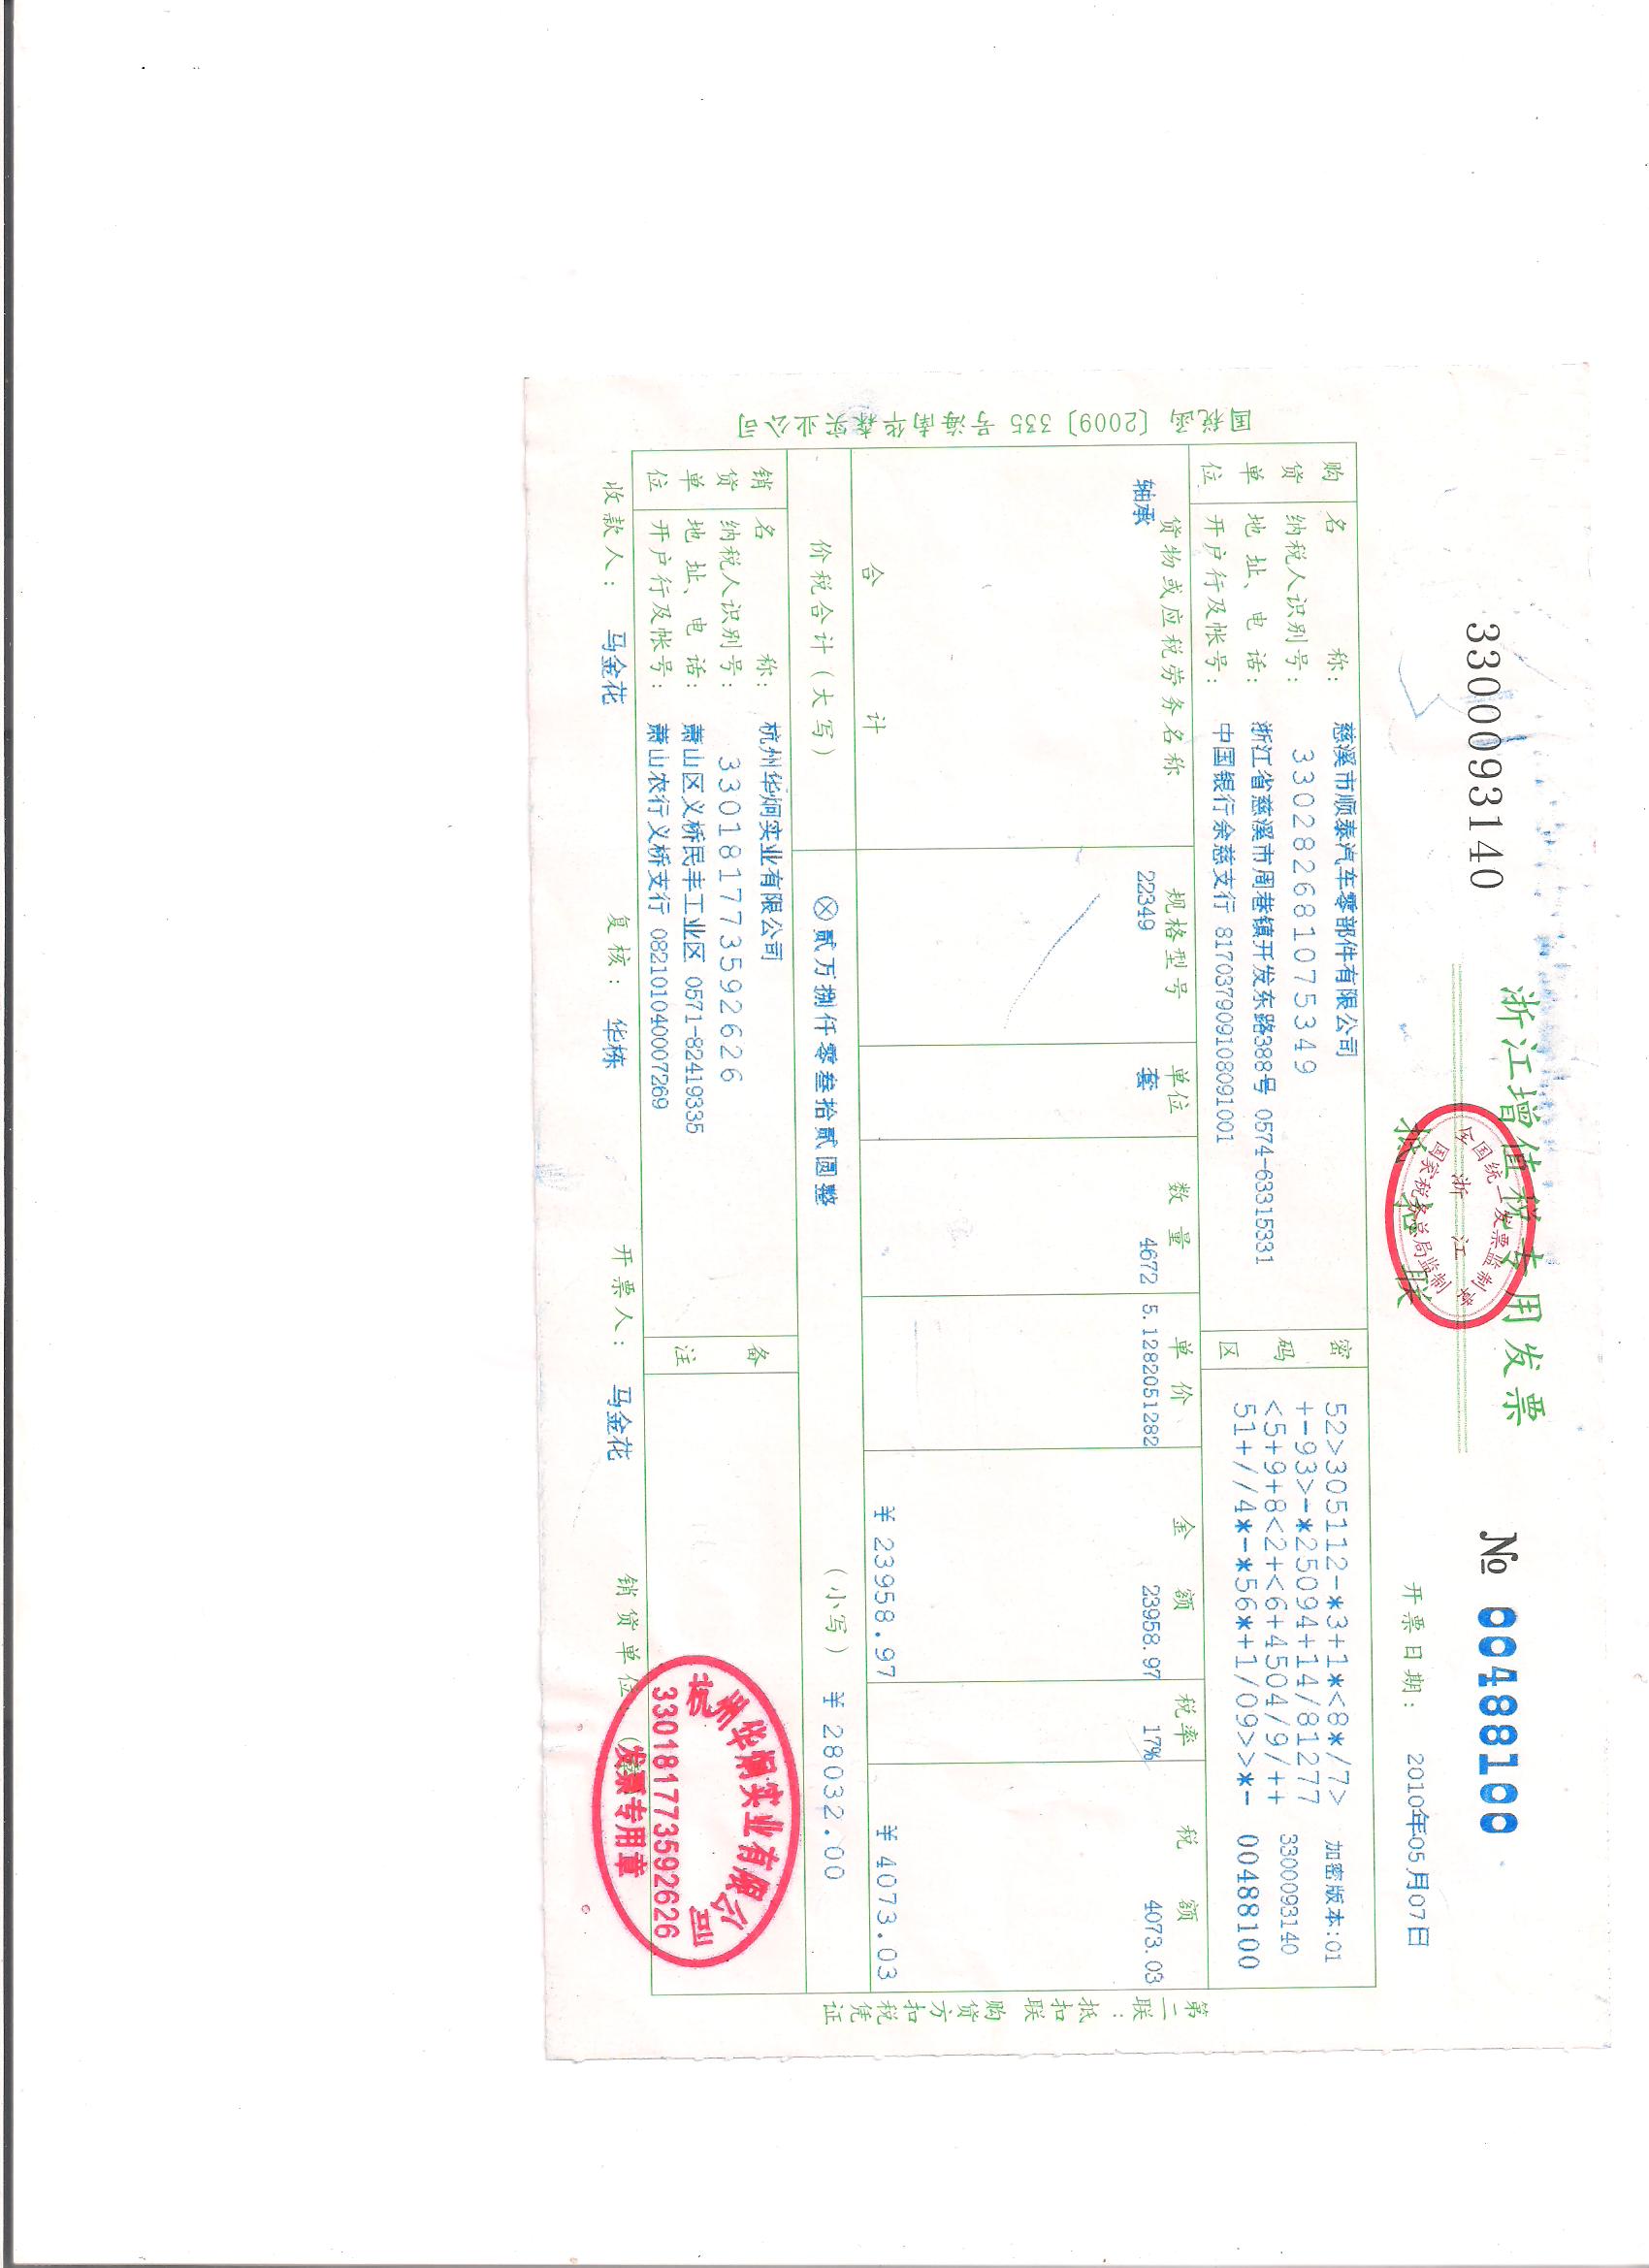 3300093140
浙江增值税专用发票
№ 00488100
全国统一发票监制章
浙江
国家税务总局监制
抵扣联
开票日期: 2010年05月07日
国税函〔2009〕335号海南华森实业公司
购货单位
名称: 慈溪市顺泰汽车零部件有限公司
纳税人识别号: 330282681075349
地址、电话: 浙江省慈溪市周巷镇开发东路388号 0574-63315331
开户行及帐号: 中国银行余慈支行 817037909108091001
密码区
52>305112-*3+1*<8*/7> 加密版本:01
+-93>-*25094+14/81277 3300093140
<5+9+8<2+<6+4504/9/++
51+//4*-*56*+1/09>>*- 00488100
货物或应税劳务名称 规格型号 单位 数量 单价 金额 税率 税额
轴承 22349 套 4672 5.1282051282 23958.97 17% 4073.03
合计 ¥23958.97 ¥4073.03
价税合计(大写) ⊗贰万捌仟零叁拾贰圆整 (小写) ¥28032.00
销货单位
名称: 杭州华炯实业有限公司
纳税人识别号: 330181773592626
地址、电话: 萧山区义桥民丰工业区 0571-82419335
开户行及帐号: 萧山农行义桥支行 082101040007269
备注
杭州华炯实业有限公司
330181773592626
发票专用章
收款人: 马金花 复核: 华栋 开票人: 马金花 销货单位:
第二联:抵扣联 购货方扣税凭证